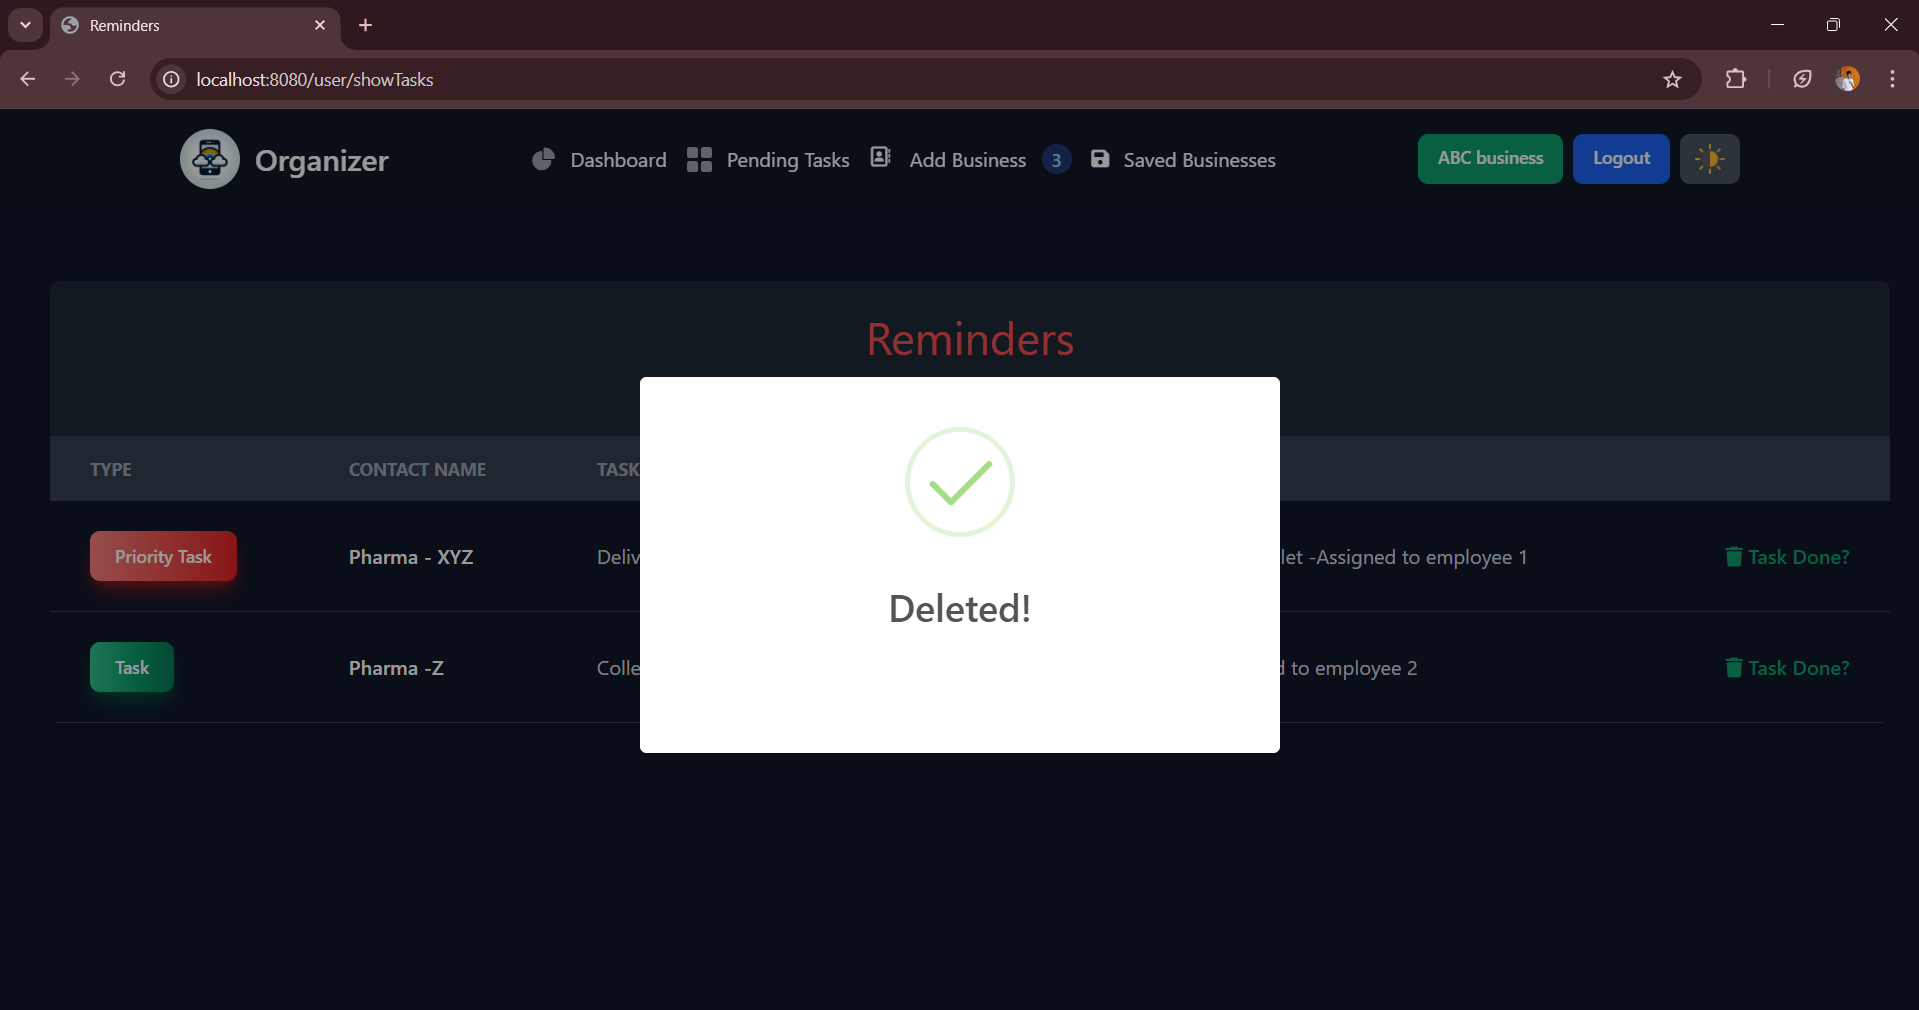 Reminders
localhost:8080/user/showTasks
Organizer
Dashboard
Pending Tasks
Add Business
3
Saved Businesses
ABC business
Logout
Reminders
TYPE CONTACT NAME TASK
Priority Task Pharma - XYZ Deliv let -Assigned to employee 1 Task Done?
Task Pharma -Z Colle d to employee 2 Task Done?
Deleted!